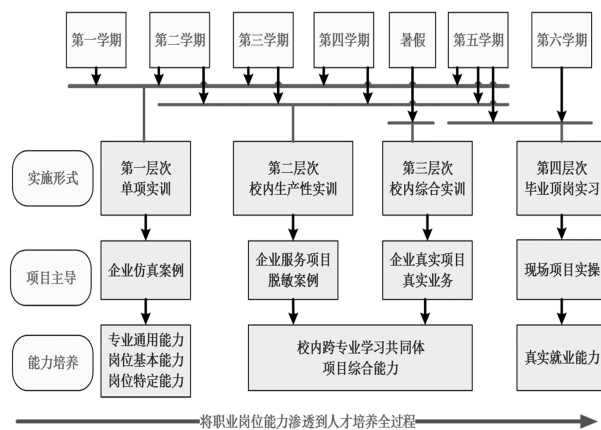 第一学期
第二学期
第三学期
第四学期
暑假
第五学期
第六学期
实施形式
第一层次
单项实训
第二层次
校内生产性实训
第三层次
校内综合实训
第四层次
毕业顶岗实习
项目主导
企业仿真案例
企业服务项目
脱敏案例
企业真实项目
真实业务
现场项目实操
能力培养
专业通用能力
岗位基本能力
岗位特定能力
校内跨专业学习共同体
项目综合能力
真实就业能力
将职业岗位能力渗透到人才培养全过程